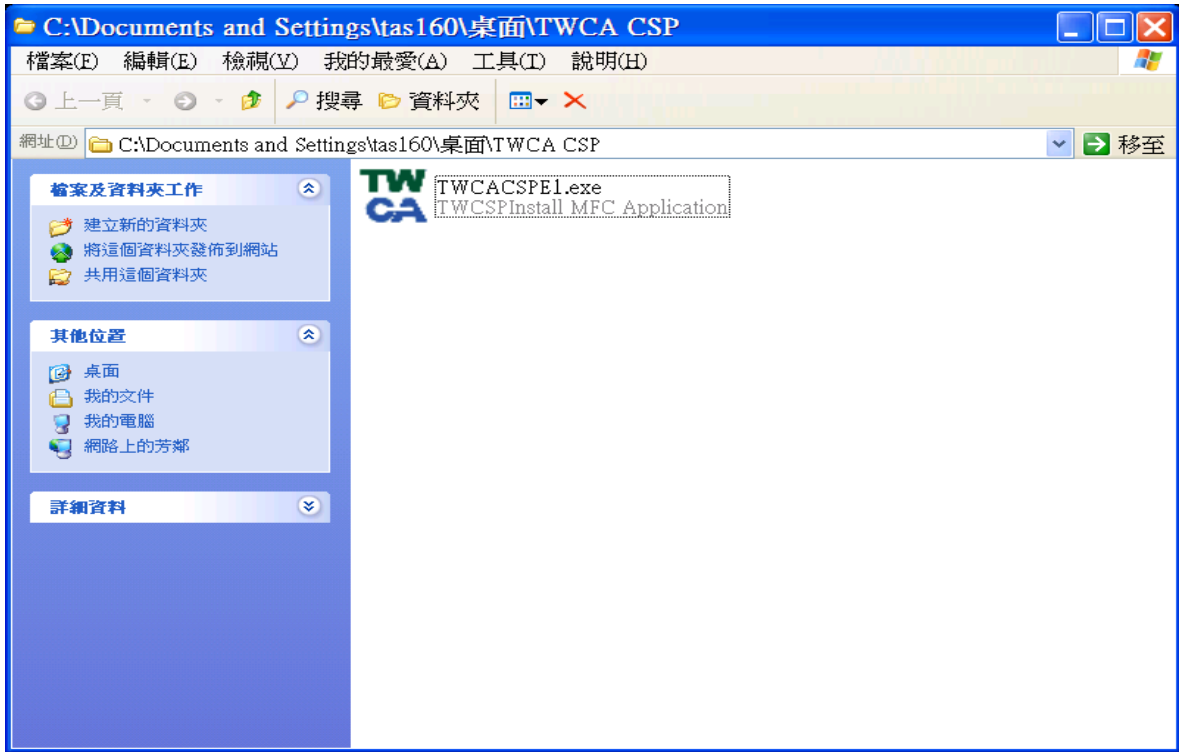 C:\Documents and Settings\tas160\桌面\TWCA CSP
檔案(F) 編輯(E) 檢視(V) 我的最愛(A) 工具(T) 說明(H)
上一頁 搜尋 資料夾
網址(D) C:\Documents and Settings\tas160\桌面\TWCA CSP 移至
檔案及資料夾工作
建立新的資料夾
將這個資料夾發佈到網站
共用這個資料夾
其他位置
桌面
我的文件
我的電腦
網路上的芳鄰
詳細資料
TW
CA
TWCACSPE1.exe
TWCSPInstall MFC Application